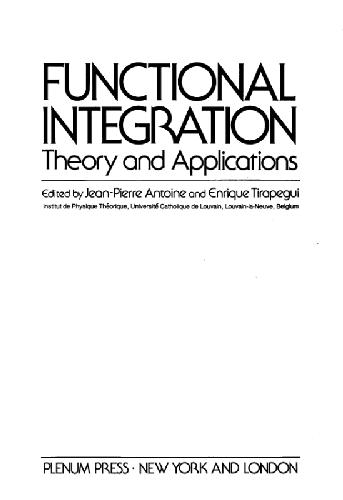 FUNCTIONAL
INTEGRATION
Theory and Applications
Edited by Jean-Pierre Antoine and Enrique Tirapegui
Institut de Physique Théorique, Université Catholique de Louvain, Louvain-la-Neuve, Belgium
PLENUM PRESS · NEW YORK AND LONDON